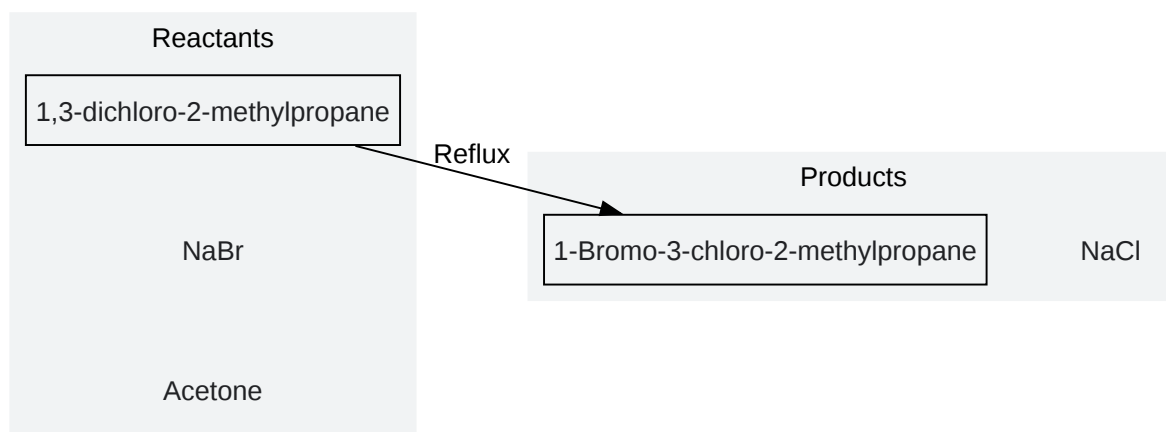 Reactants
1,3-dichloro-2-methylpropane
NaBr
Acetone
Reflux
Products
1-Bromo-3-chloro-2-methylpropane
NaCl